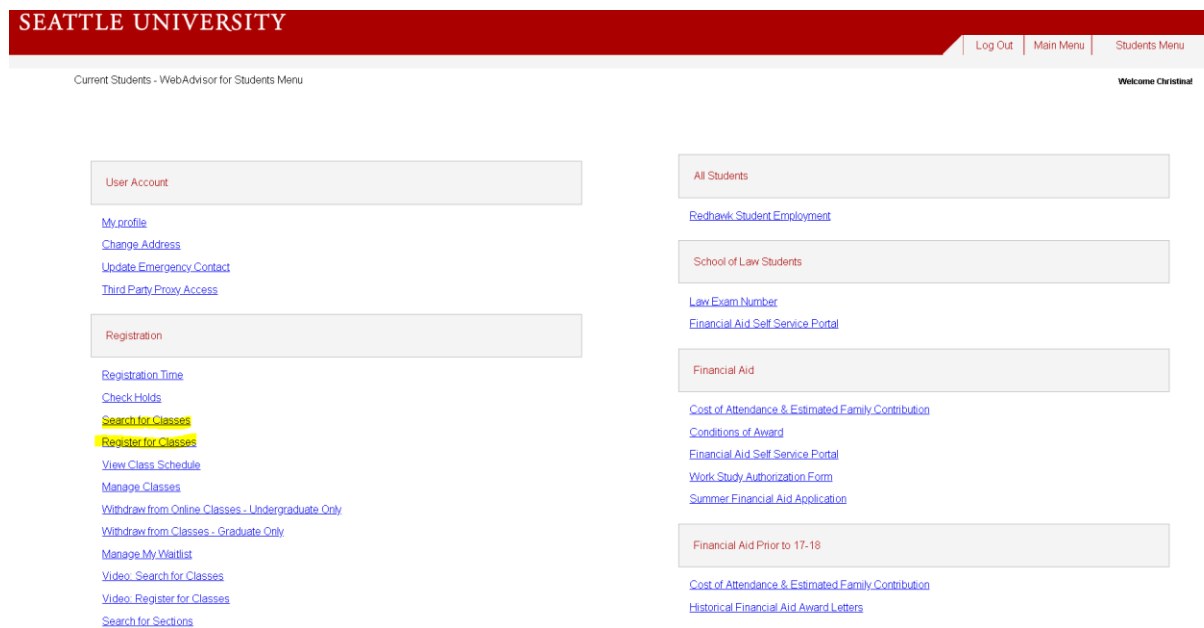 SEATTLE UNIVERSITY
Log Out
Main Menu
Students Menu
Current Students - WebAdvisor for Students Menu
Welcome Christina!
User Account
My profile
Change Address
Update Emergency Contact
Third Party Proxy Access
Registration
Registration Time
Check Holds
Search for Classes
Register for Classes
View Class Schedule
Manage Classes
Withdraw from Online Classes - Undergraduate Only
Withdraw from Classes - Graduate Only
Manage My Waitlist
Video: Search for Classes
Video: Register for Classes
Search for Sections
All Students
Redhawk Student Employment
School of Law Students
Law Exam Number
Financial Aid Self Service Portal
Financial Aid
Cost of Attendance & Estimated Family Contribution
Conditions of Award
Financial Aid Self Service Portal
Work Study Authorization Form
Summer Financial Aid Application
Financial Aid Prior to 17-18
Cost of Attendance & Estimated Family Contribution
Historical Financial Aid Award Letters